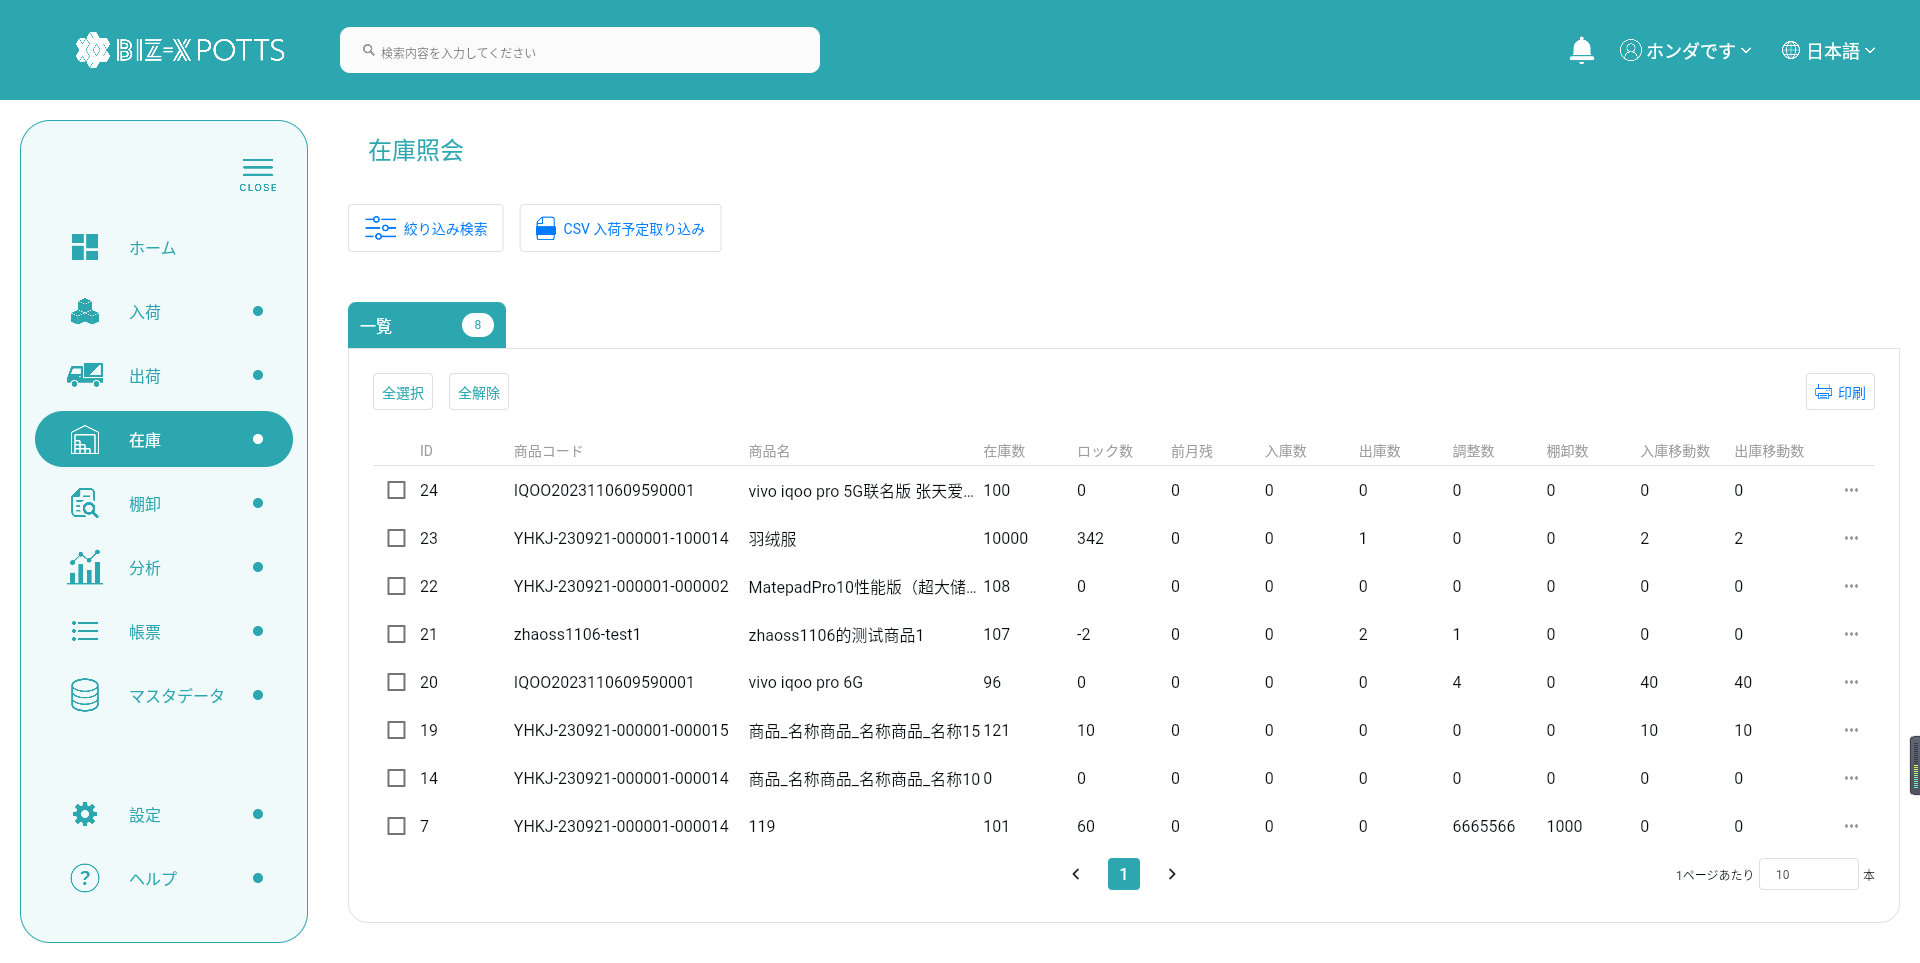 BIZ=X POTTS
検索内容を入力してください
ホンダです
日本語
CLOSE
ホーム
入荷
出荷
在庫
棚卸
分析
帳票
マスタデータ
設定
ヘルプ
在庫照会
絞り込み検索
CSV 入荷予定取り込み
一覧 8
全選択 全解除 印刷
ID 商品コード 商品名 在庫数 ロック数 前月残 入庫数 出庫数 調整数 棚卸数 入庫移動数 出庫移動数
24 IQOO2023110609590001 vivo iqoo pro 5G联名版 张天爱... 100 0 0 0 0 0 0 0 0
23 YHKJ-230921-000001-100014 羽绒服 10000 342 0 0 1 0 0 2 2
22 YHKJ-230921-000001-000002 MatepadPro10性能版（超大储... 108 0 0 0 0 0 0 0 0
21 zhaoss1106-test1 zhaoss1106的测试商品1 107 -2 0 0 2 1 0 0 0
20 IQOO2023110609590001 vivo iqoo pro 6G 96 0 0 0 0 4 0 40 40
19 YHKJ-230921-000001-000015 商品_名称商品_名称商品_名称15 121 10 0 0 0 0 0 10 10
14 YHKJ-230921-000001-000014 商品_名称商品_名称商品_名称10 0 0 0 0 0 0 0 0 0
7 YHKJ-230921-000001-000014 119 101 60 0 0 0 6665566 1000 0 0
1
1ページあたり 10 本